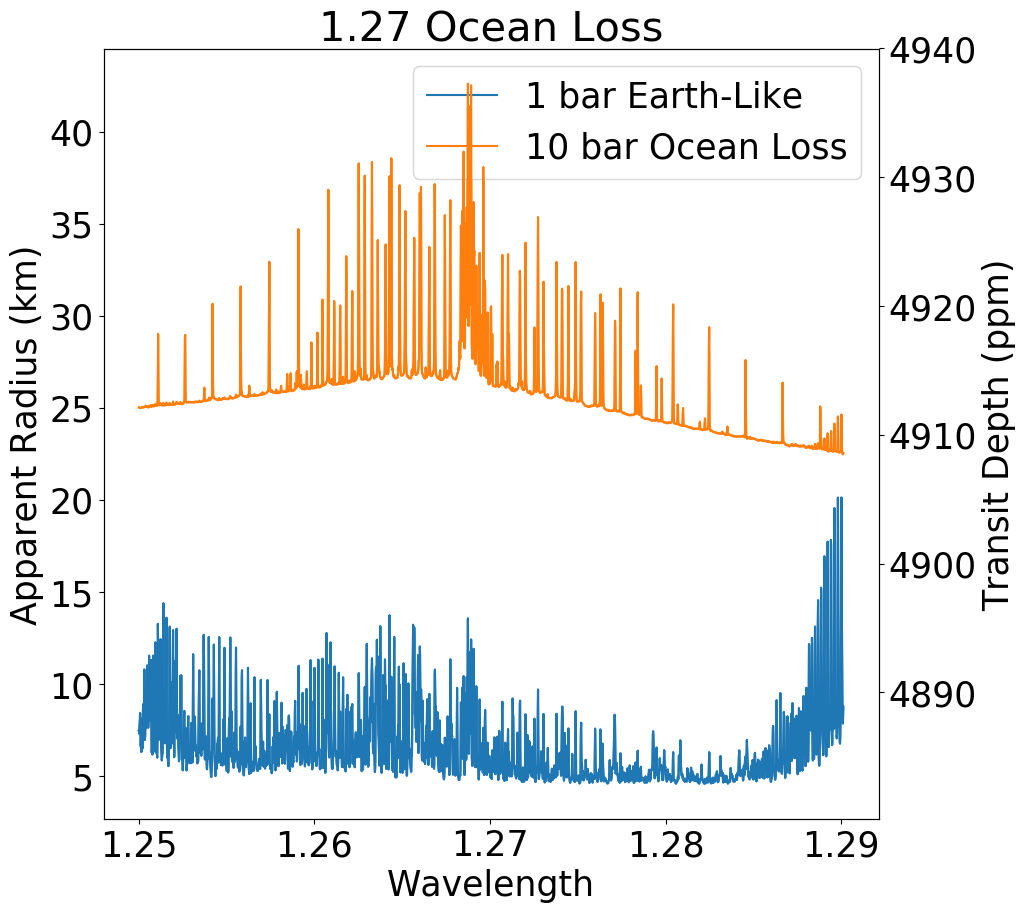 1.27 Ocean Loss
1 bar Earth-Like
10 bar Ocean Loss
Apparent Radius (km)
40
35
30
25
20
15
10
5
4940
4930
4920
4910
4900
4890
Transit Depth (ppm)
1.25 1.26 1.27 1.28 1.29
Wavelength